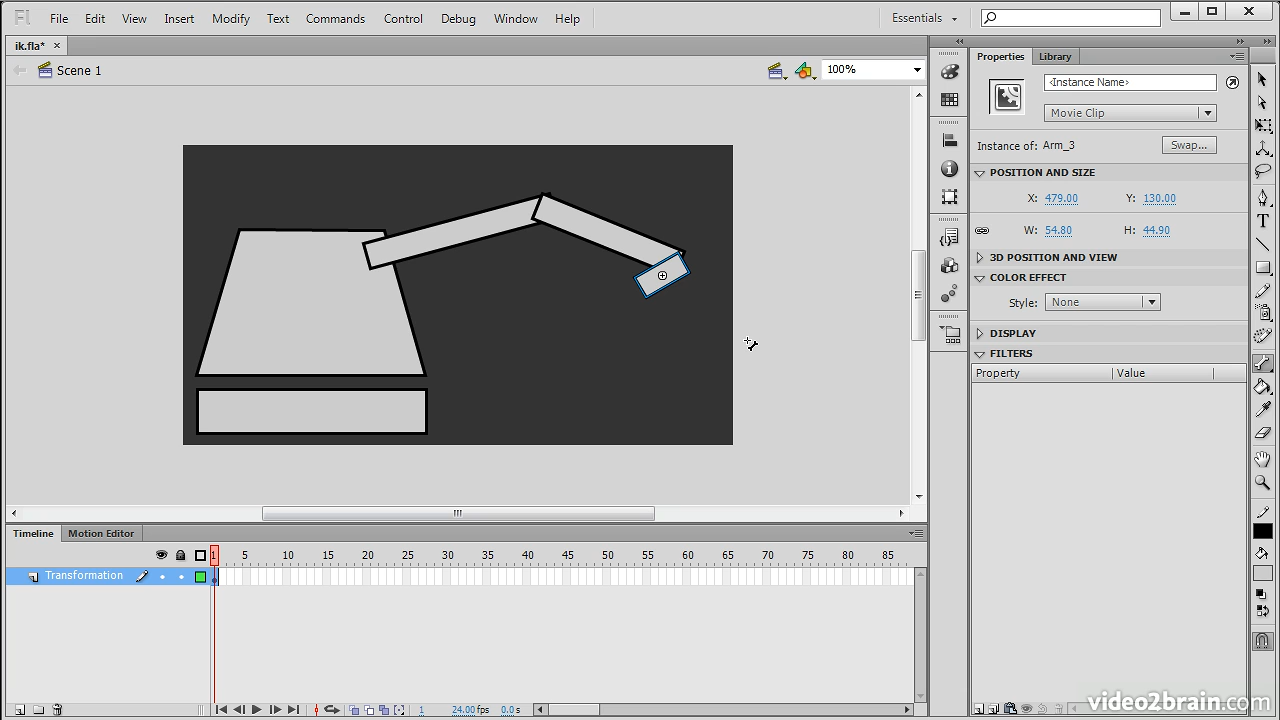 Fl File Edit View Insert Modify Text Commands Control Debug Window Help Essentials
ik.fla* ×
Scene 1 100%
Properties Library
<Instance Name>
Movie Clip
Instance of: Arm_3 Swap...
POSITION AND SIZE
X: 479.00 Y: 130.00
W: 54.80 H: 44.90
3D POSITION AND VIEW
COLOR EFFECT
Style: None
DISPLAY
FILTERS
Property Value
Timeline Motion Editor
1 5 10 15 20 25 30 35 40 45 50 55 60 65 70 75 80 85
Transformation
1 24.00 fps 0.0 s
video2brain.com